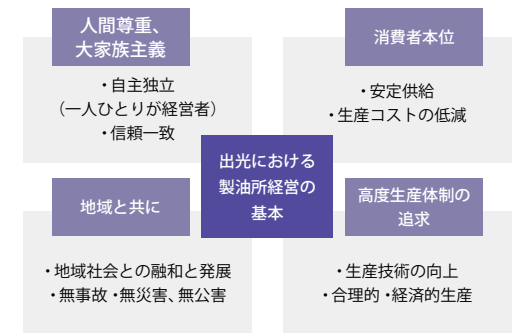 人間尊重、
大家族主義
・自主独立
（一人ひとりが経営者）
・信頼一致
消費者本位
・安定供給
・生産コストの低減
出光における
製油所経営の
基本
地域と共に
・地域社会との融和と発展
・無事故・無災害、無公害
高度生産体制の
追求
・生産技術の向上
・合理的・経済的生産